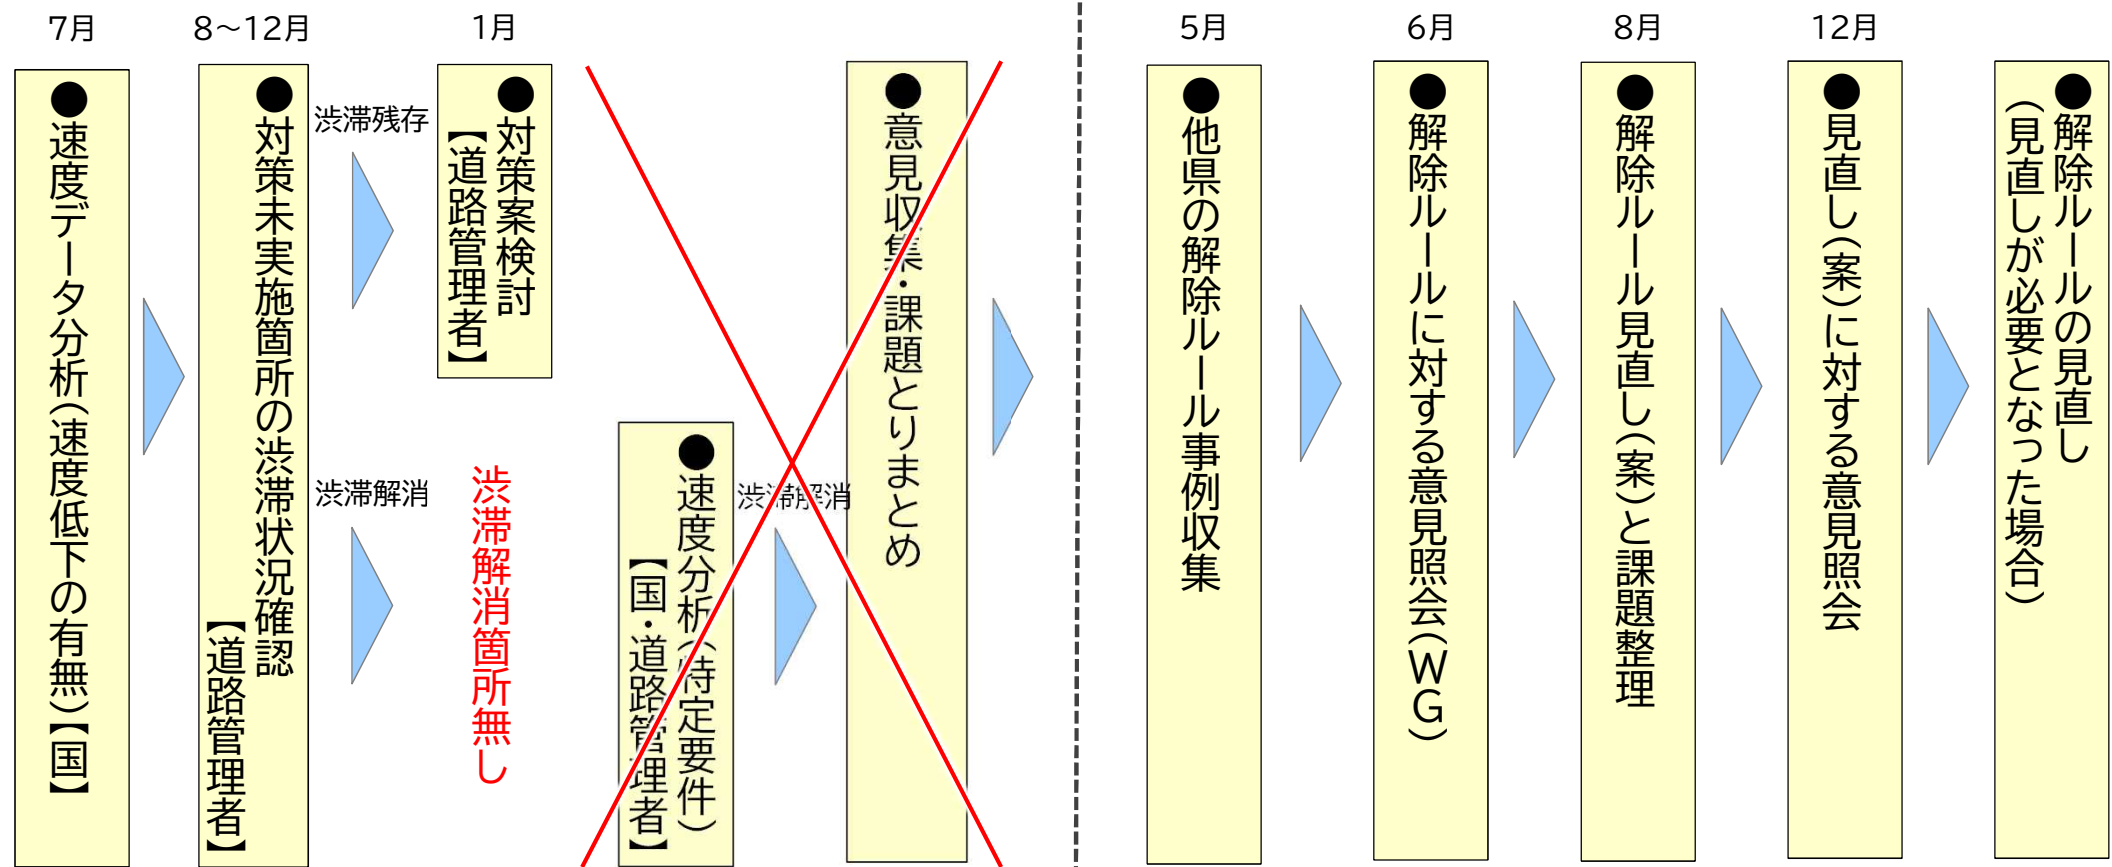 7月
●速度データ分析（速度低下の有無）【国】
8～12月
●対策未実施箇所の渋滞状況確認
【道路管理者】
渋滞残存
渋滞解消
1月
●対策案検討
【道路管理者】
渋滞解消箇所無し
●速度分析（特定要件）
【国・道路管理者】
渋滞解消
●意見収集・課題とりまとめ
5月
●他県の解除ルール事例収集
6月
●解除ルールに対する意見照会（ＷＧ）
8月
●解除ルール見直し（案）と課題整理
12月
●見直し（案）に対する意見照会
●解除ルールの見直し
（見直しが必要となった場合）